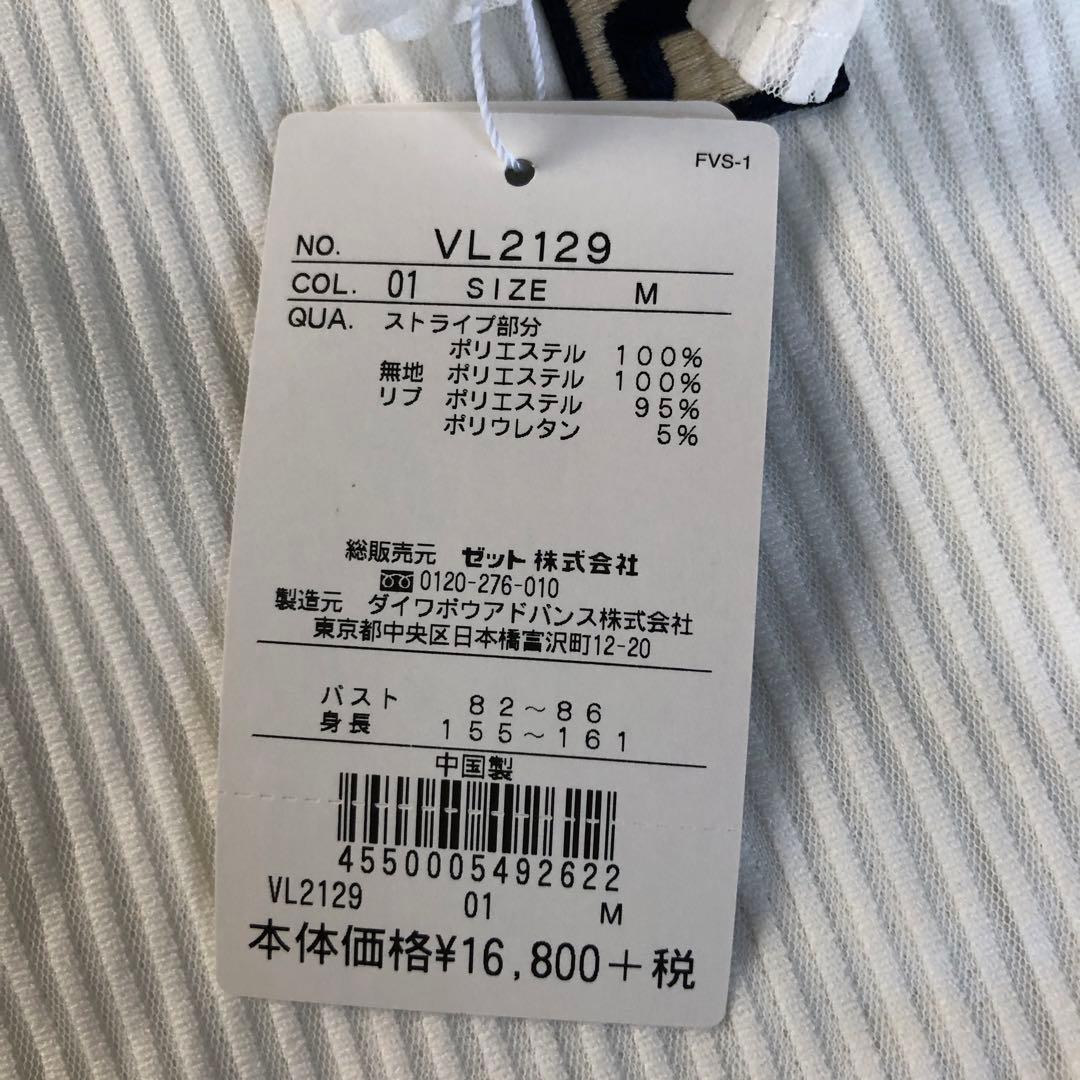 FVS-1
NO. VL2129
COL. 01 SIZE M
QUA. ストライプ部分
ポリエステル 100%
無地 ポリエステル 100%
リブ ポリエステル 95%
ポリウレタン 5%
総販売元 ゼット株式会社
0120-276-010
製造元 ダイワボウアドバンス株式会社
東京都中央区日本橋富沢町12-20
バスト 82~86
身長 155~161
中国製
4550005492622
VL2129 01 M
本体価格¥16,800+税